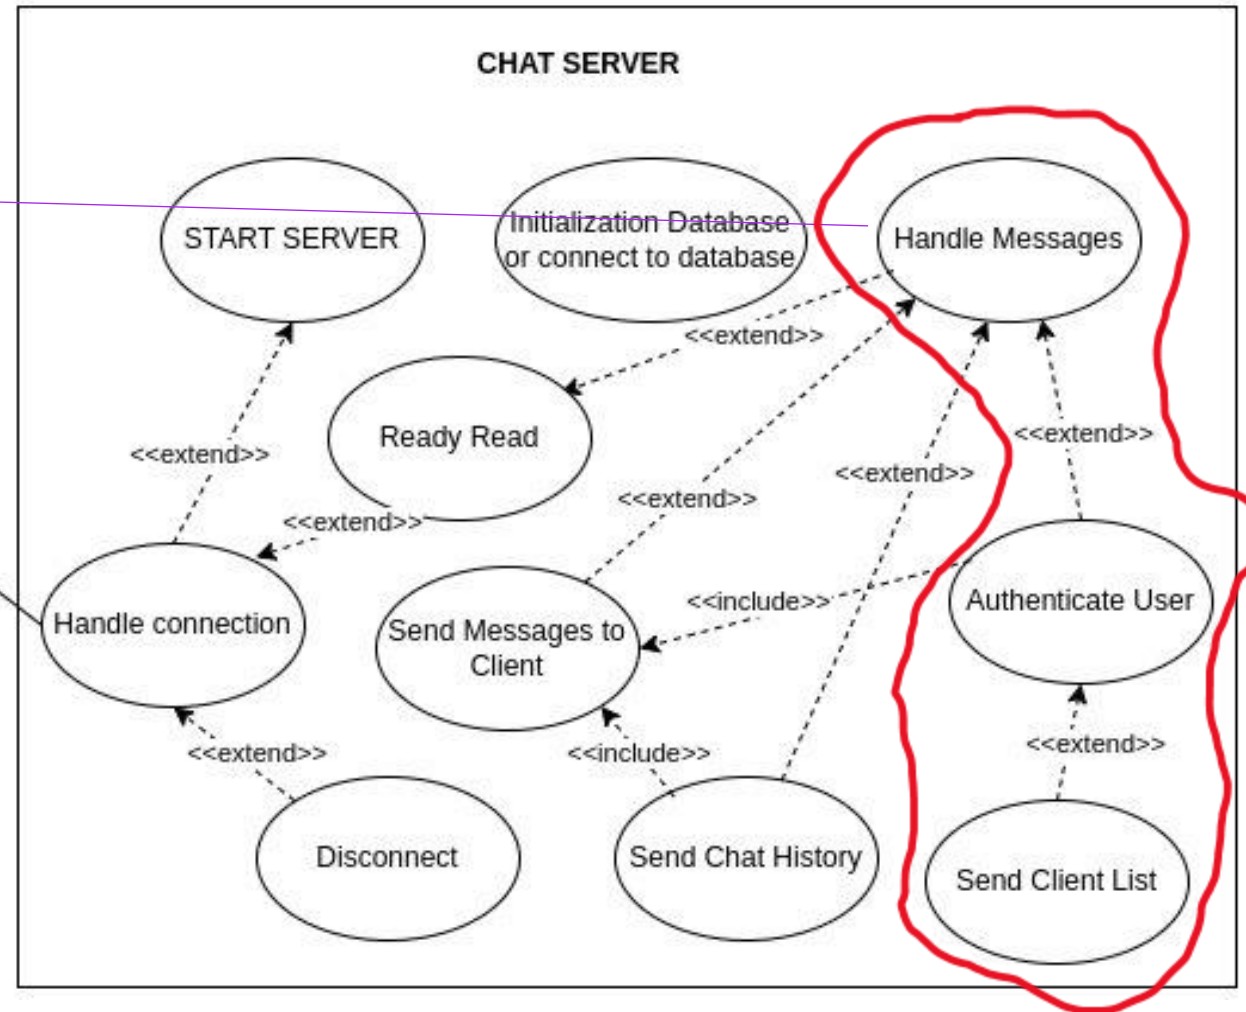 CHAT SERVER
START SERVER
Initialization Database
or connect to database
Handle Messages
<<extend>>
Ready Read
<<extend>>
<<extend>>
<<extend>>
<<extend>>
<<extend>>
Handle connection
Send Messages to
Client
<<include>>
Authenticate User
<<extend>>
<<include>>
<<extend>>
Disconnect
Send Chat History
Send Client List